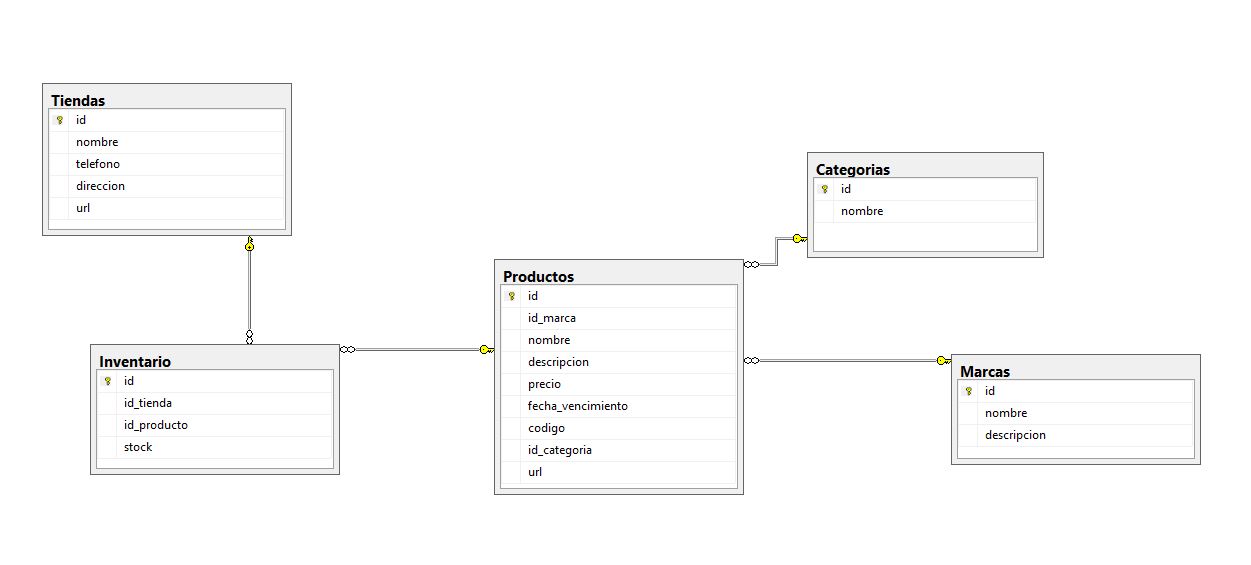 Tiendas
id
nombre
telefono
direccion
url
Categorias
id
nombre
Productos
id
id_marca
nombre
descripcion
precio
fecha_vencimiento
codigo
id_categoria
url
Inventario
id
id_tienda
id_producto
stock
Marcas
id
nombre
descripcion